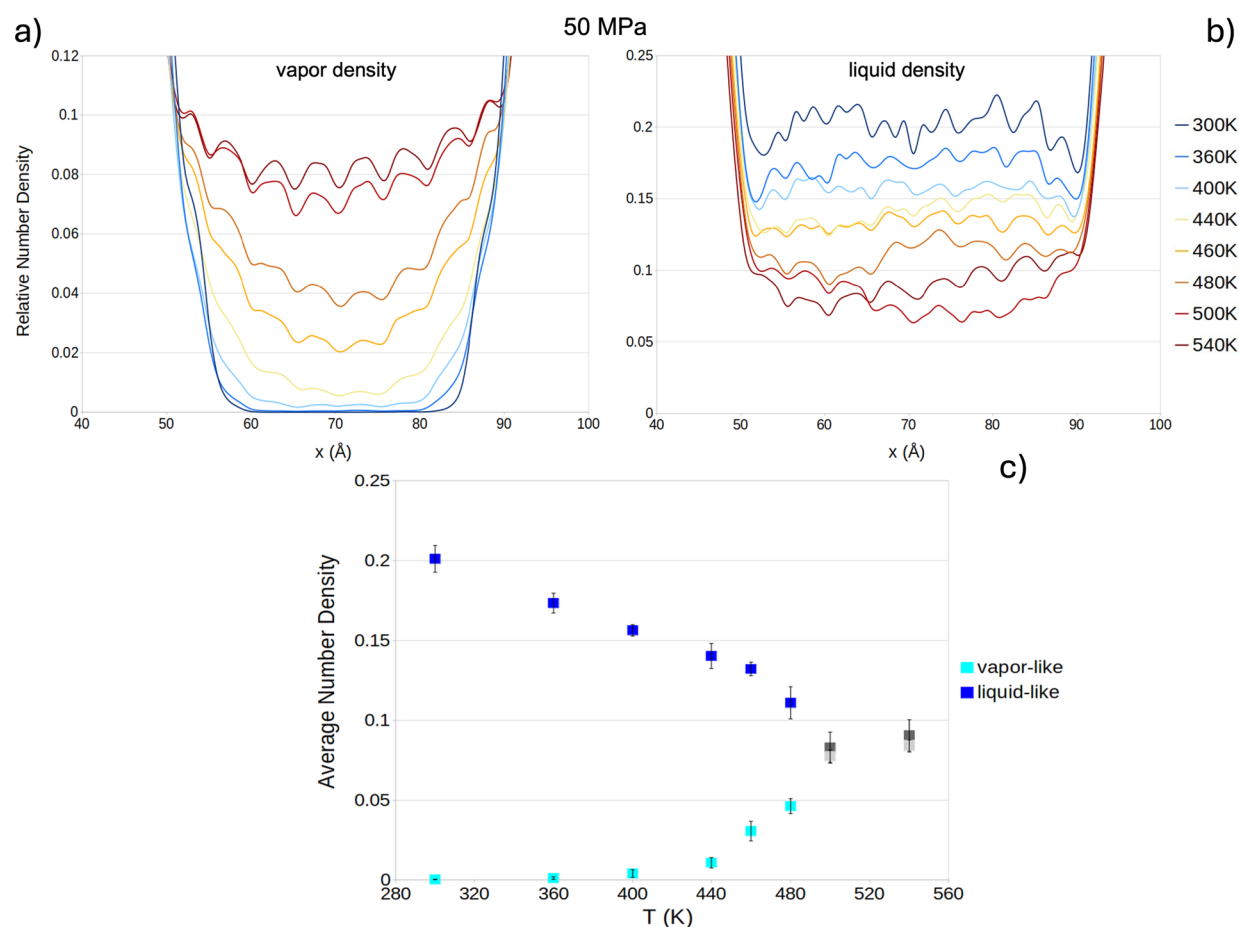 a)
50 MPa
b)
vapor density
Relative Number Density
0.12
0.1
0.08
0.06
0.04
0.02
0
40 50 60 70 80 90 100
x (Å)
liquid density
0.25
0.2
0.15
0.1
0.05
0
40 50 60 70 80 90 100
x (Å)
300K
360K
400K
440K
460K
480K
500K
540K
c)
Average Number Density
0.25
0.2
0.15
0.1
0.05
0
280 320 360 400 440 480 520 560
T (K)
vapor-like
liquid-like